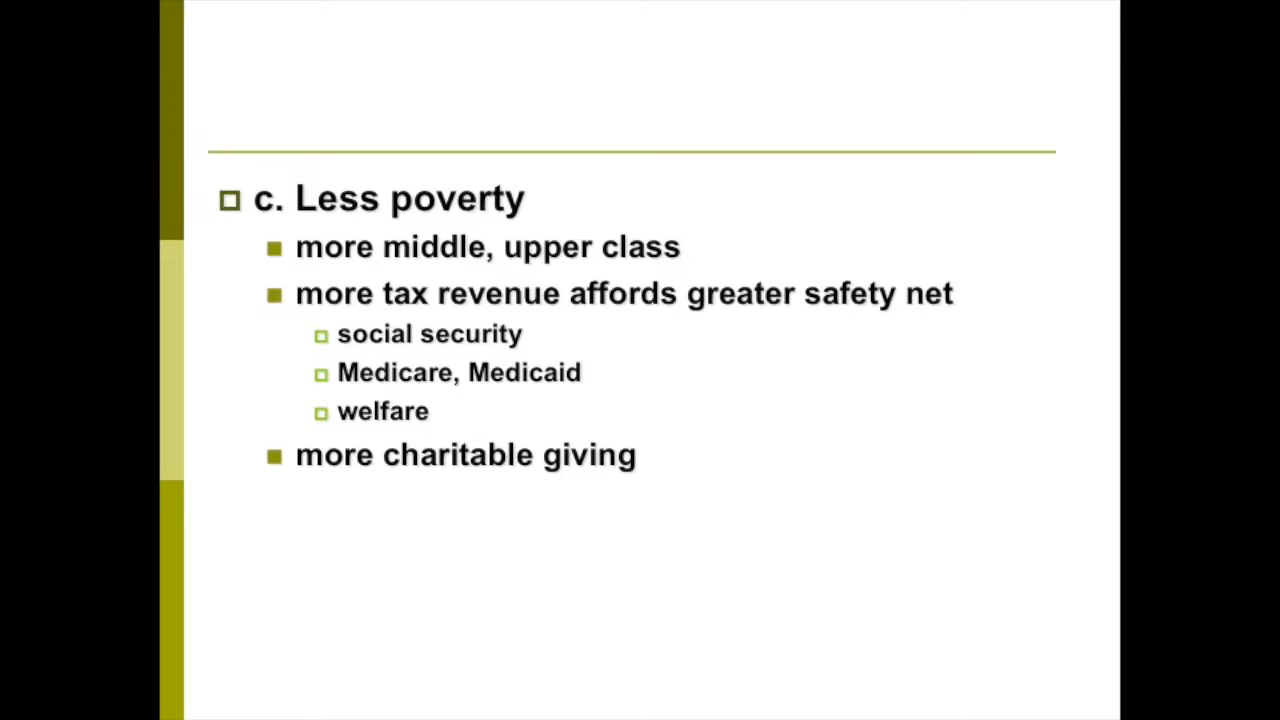 c. Less poverty
more middle, upper class
more tax revenue affords greater safety net
social security
Medicare, Medicaid
welfare
more charitable giving